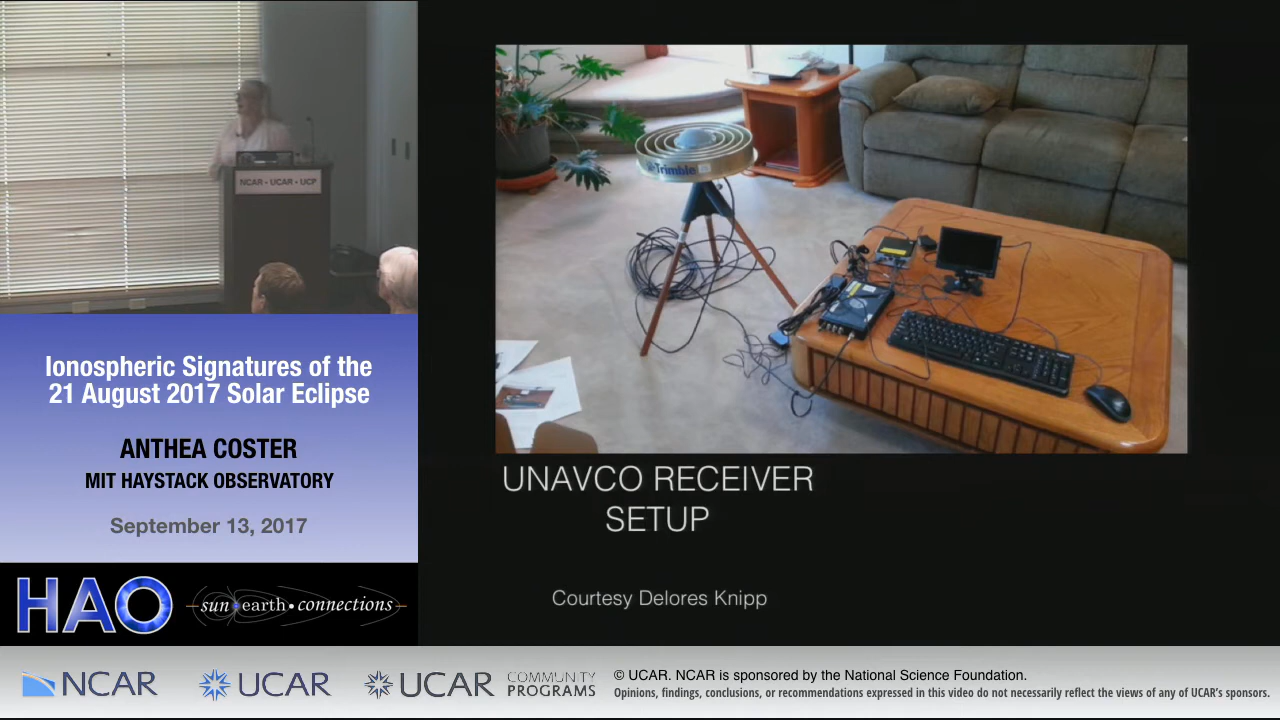 NCAR • UCAR • UCP
Trimble
UNAVCO RECEIVER
SETUP
Courtesy Delores Knipp
Ionospheric Signatures of the
21 August 2017 Solar Eclipse
ANTHEA COSTER
MIT HAYSTACK OBSERVATORY
September 13, 2017
HAO
sun•earth•connections
NCAR
UCAR
UCAR
COMMUNITY
PROGRAMS
© UCAR. NCAR is sponsored by the National Science Foundation.
Opinions, findings, conclusions, or recommendations expressed in this video do not necessarily reflect the views of any of UCAR's sponsors.